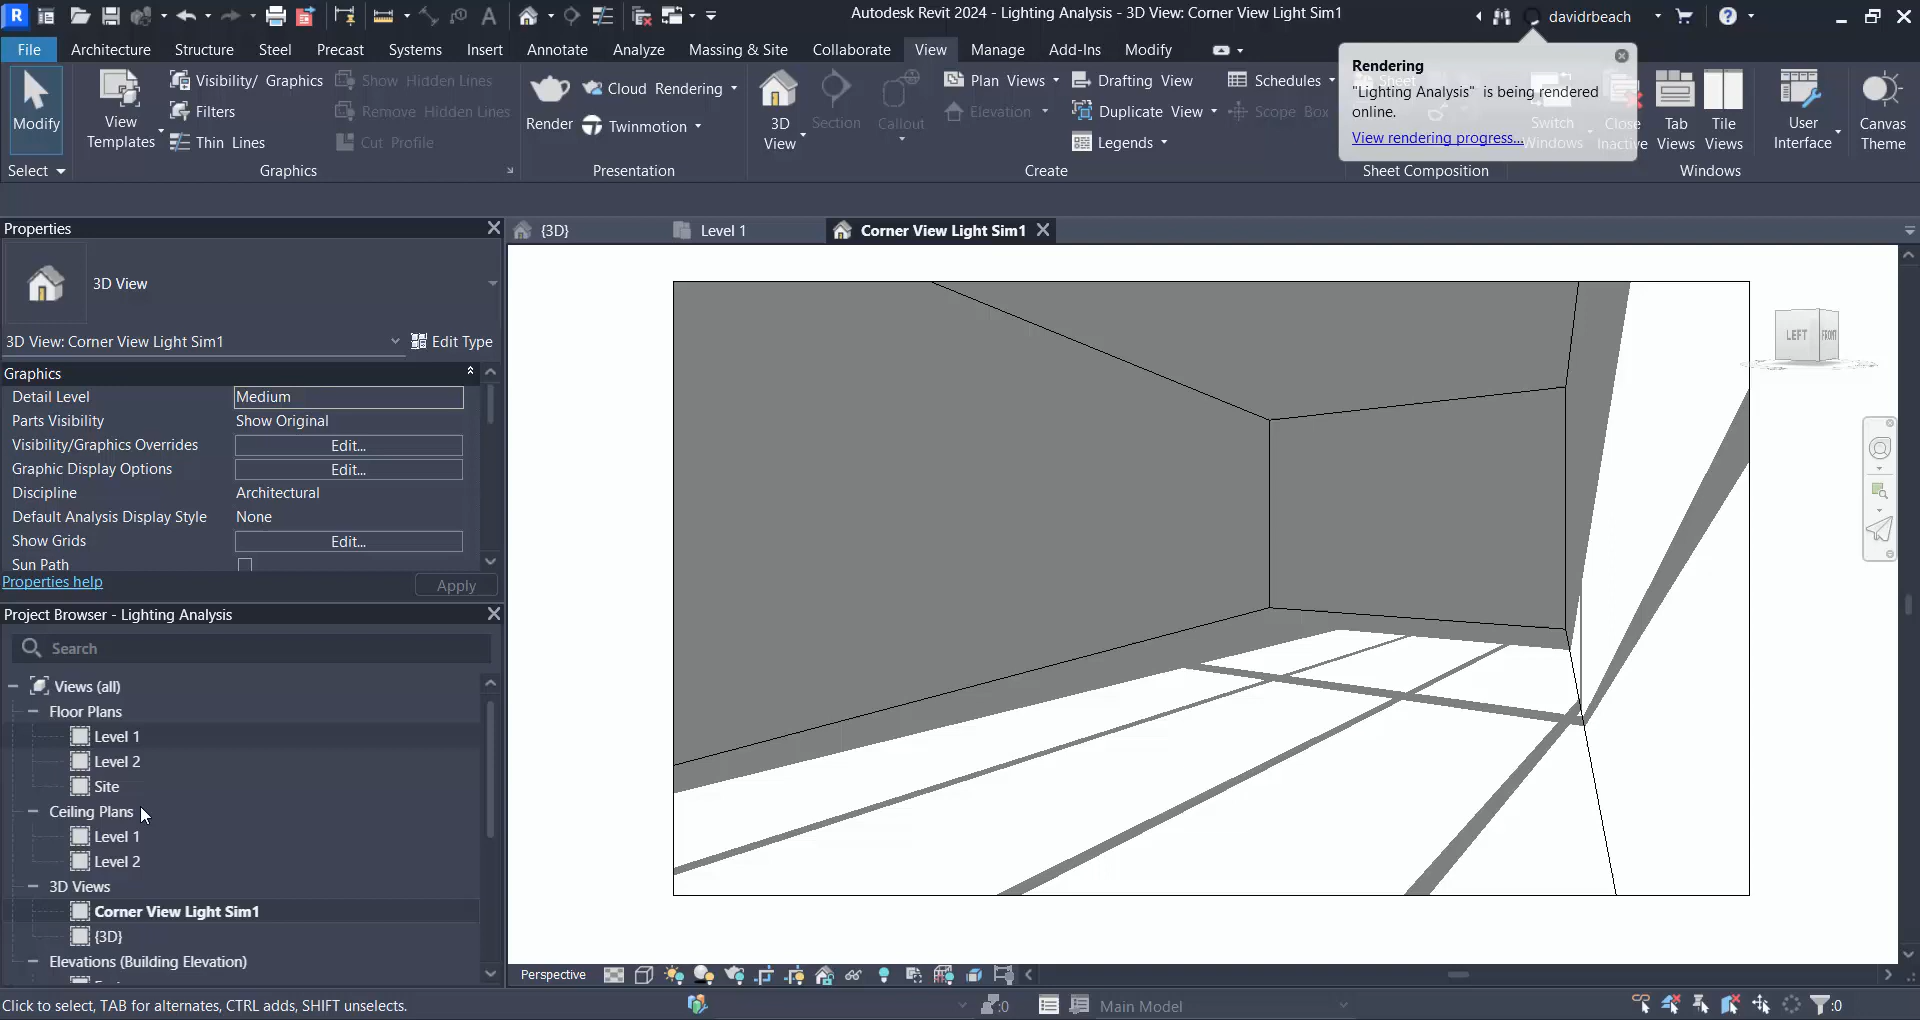 Autodesk Revit 2024 - Lighting Analysis - 3D View: Corner View Light Sim1
davidrbeach
File Architecture Structure Steel Precast Systems Insert Annotate Analyze Massing & Site Collaborate View Manage Add-Ins Modify
Modify
Select
View Templates
Visibility/ Graphics
Filters
Thin Lines
Show Hidden Lines
Remove Hidden Lines
Cut Profile
Graphics
Render
Cloud Rendering
Twinmotion
Presentation
3D View
Section
Callout
Plan Views
Elevation
Drafting View
Duplicate View
Legends
Schedules
Scope Box
Create
Sheet
Rendering
"Lighting Analysis" is being rendered
online.
View rendering progress...
Sheet Composition
Switch Windows
Close Inactive
Tab Views
Tile Views
Windows
User Interface
Canvas Theme
Properties
3D View
3D View: Corner View Light Sim1
Edit Type
Graphics
Detail Level Medium
Parts Visibility Show Original
Visibility/Graphics Overrides Edit...
Graphic Display Options Edit...
Discipline Architectural
Default Analysis Display Style None
Show Grids Edit...
Sun Path
Properties help
Apply
Project Browser - Lighting Analysis
Search
Views (all)
Floor Plans
Level 1
Level 2
Site
Ceiling Plans
Level 1
Level 2
3D Views
Corner View Light Sim1
{3D}
Elevations (Building Elevation)
{3D}
Level 1
Corner View Light Sim1
LEFT
FRONT
Perspective
Click to select, TAB for alternates, CTRL adds, SHIFT unselects.
:0
Main Model
:0